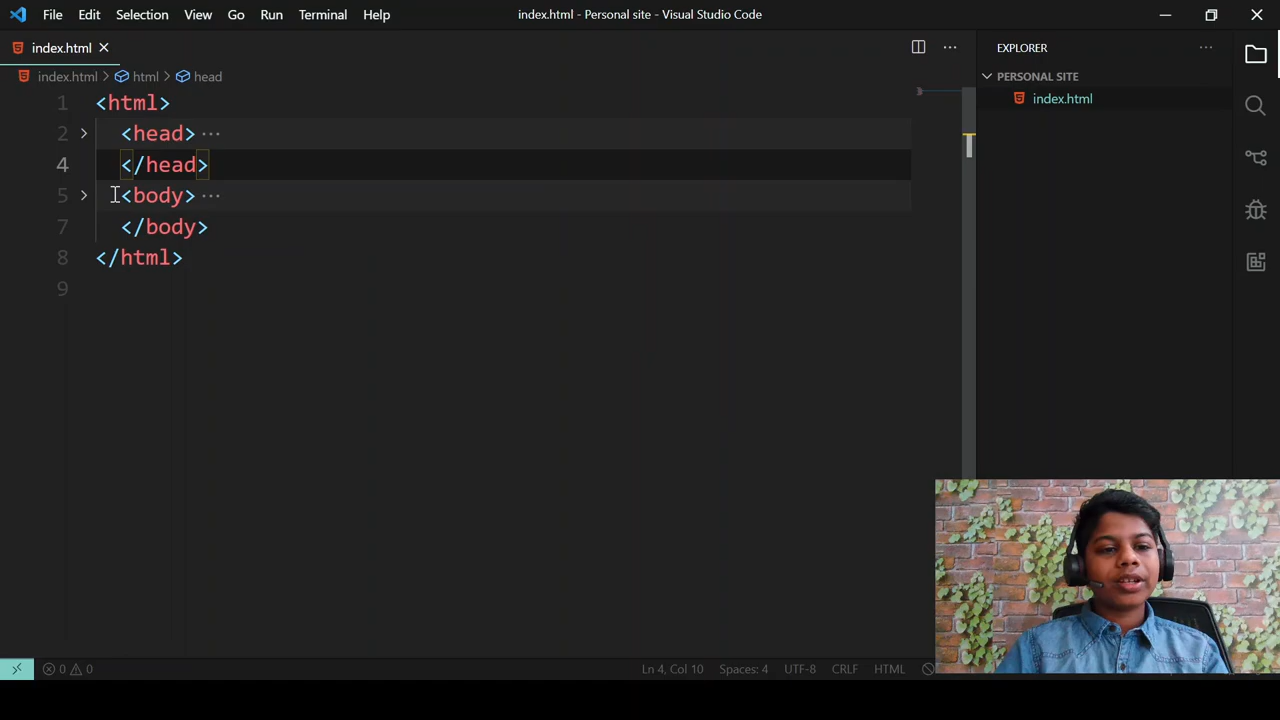 File Edit Selection View Go Run Terminal Help index.html - Personal site - Visual Studio Code
index.html
index.html > html > head
1 <html>
2 <head> ···
4 </head>
5 <body> ···
7 </body>
8 </html>
9
EXPLORER
PERSONAL SITE
index.html
0 0 Ln 4, Col 10 Spaces: 4 UTF-8 CRLF HTML